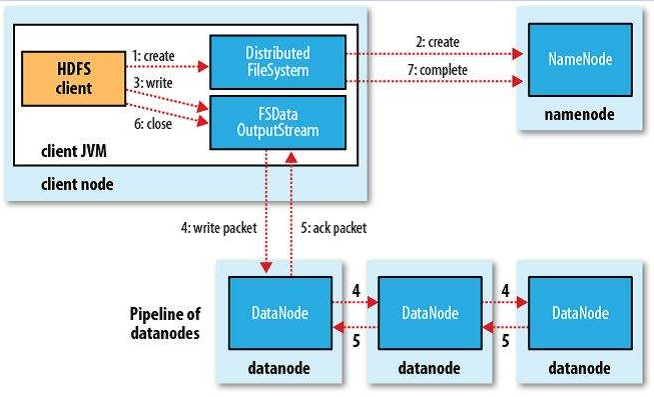 1: create
2: create
HDFS
client
Distributed
FileSystem
NameNode
3: write
7: complete
FSData
OutputStream
6: close
namenode
client JVM
client node
4: write packet
5: ack packet
Pipeline of
datanodes
DataNode
4
5
DataNode
4
5
DataNode
datanode
datanode
datanode